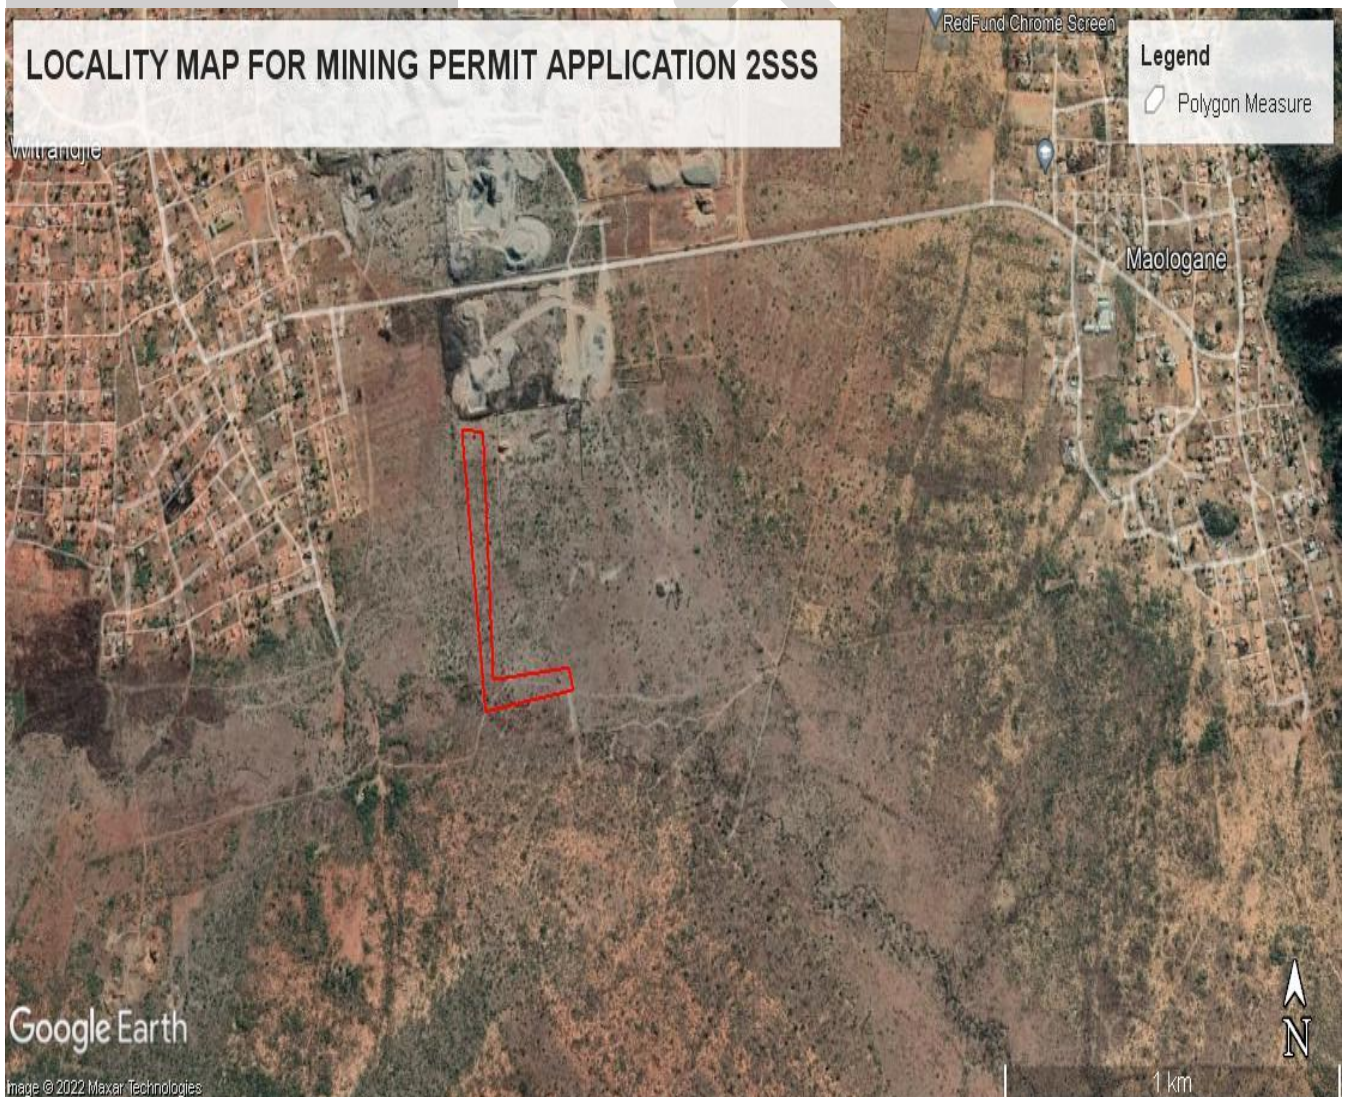 LOCALITY MAP FOR MINING PERMIT APPLICATION 2SSS
RedFund Chrome Screen
Legend
Polygon Measure
Witrandjie
Maologane
Google Earth
N
Image © 2022 Maxar Technologies
1 km